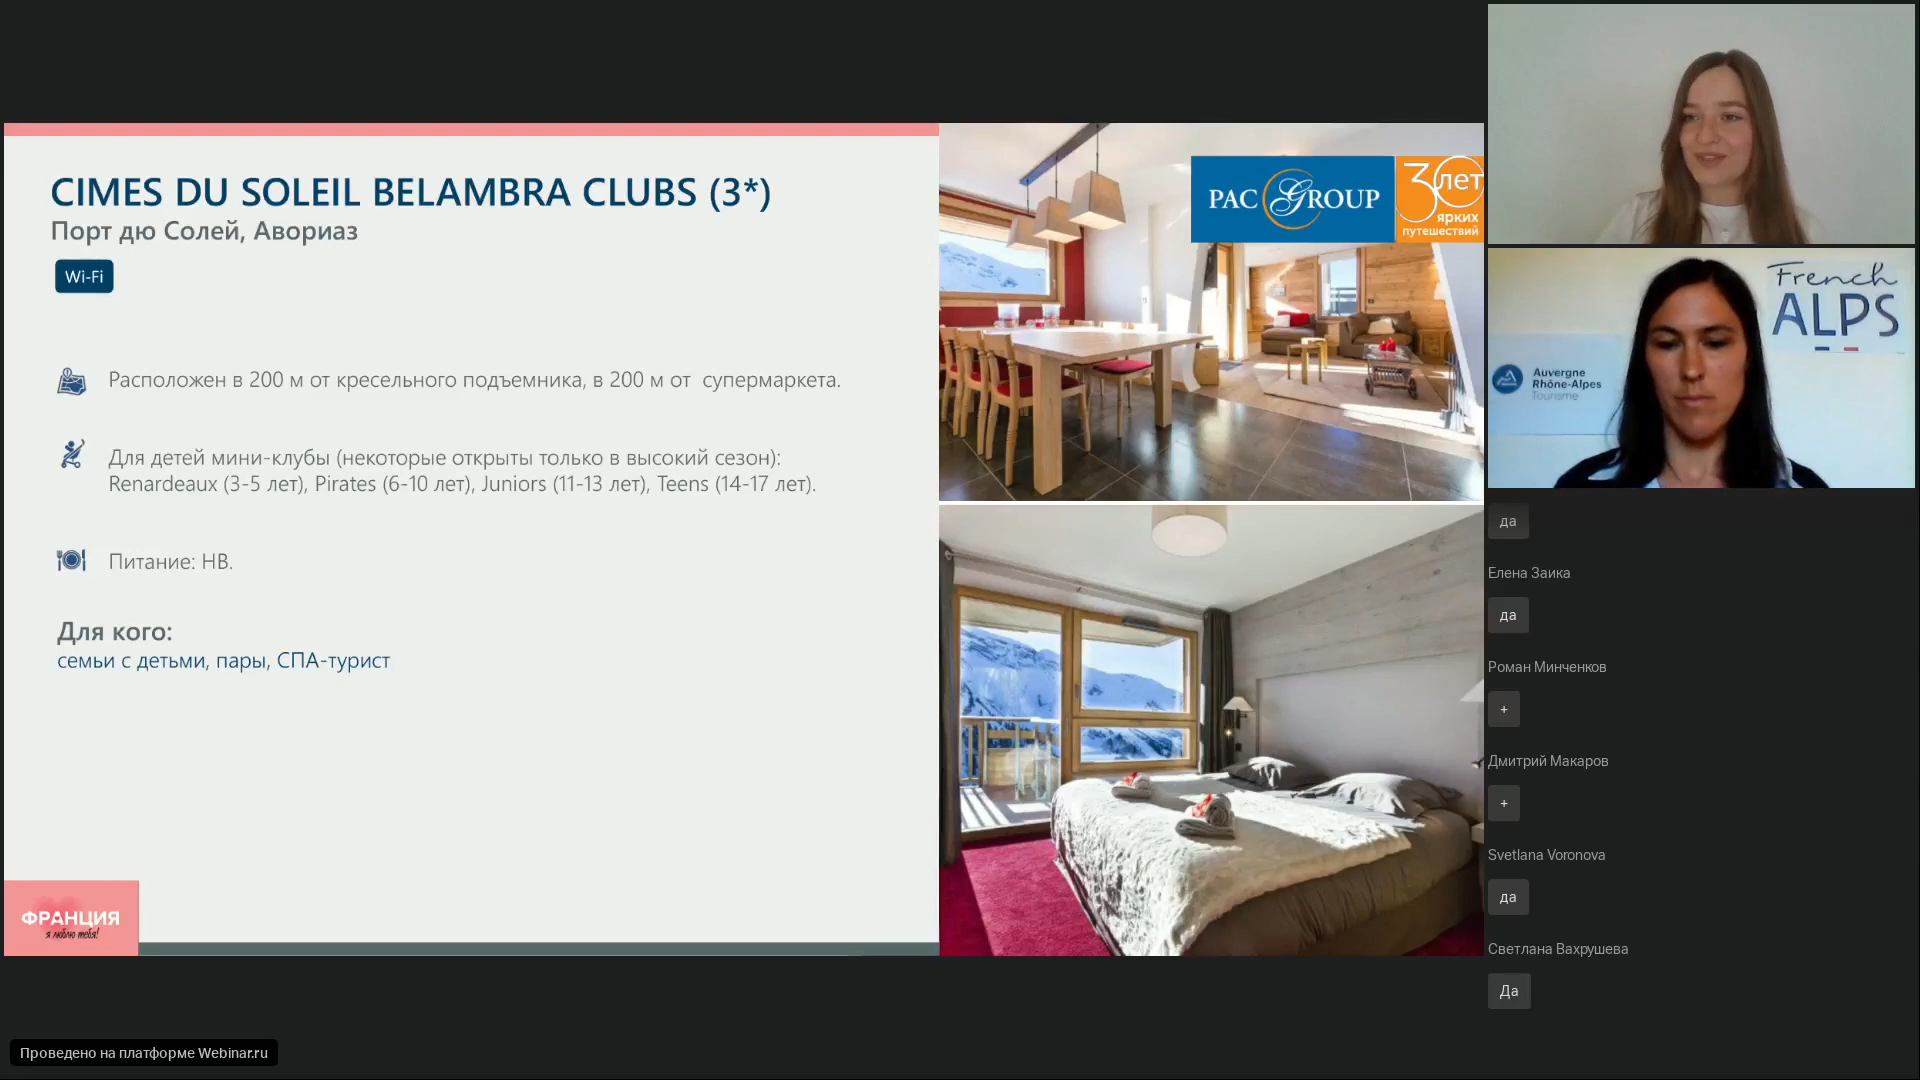 CIMES DU SOLEIL BELAMBRA CLUBS (3*)
Порт дю Солей, Авориаз
Wi-Fi
Расположен в 200 м от кресельного подъемника, в 200 м от супермаркета.
Для детей мини-клубы (некоторые открыты только в высокий сезон):
Renardeaux (3-5 лет), Pirates (6-10 лет), Juniors (11-13 лет), Teens (14-17 лет).
Питание: HB.
Для кого:
семьи с детьми, пары, СПА-турист
ФРАНЦИЯ
я люблю тебя!
PAC GROUP
30 лет
ярких
путешествий
French
ALPS
Auvergne
Rhône-Alpes
Tourisme
да
Елена Заика
да
Роман Минченков
+
Дмитрий Макаров
+
Svetlana Voronova
да
Светлана Вахрушева
Да
Проведено на платформе Webinar.ru